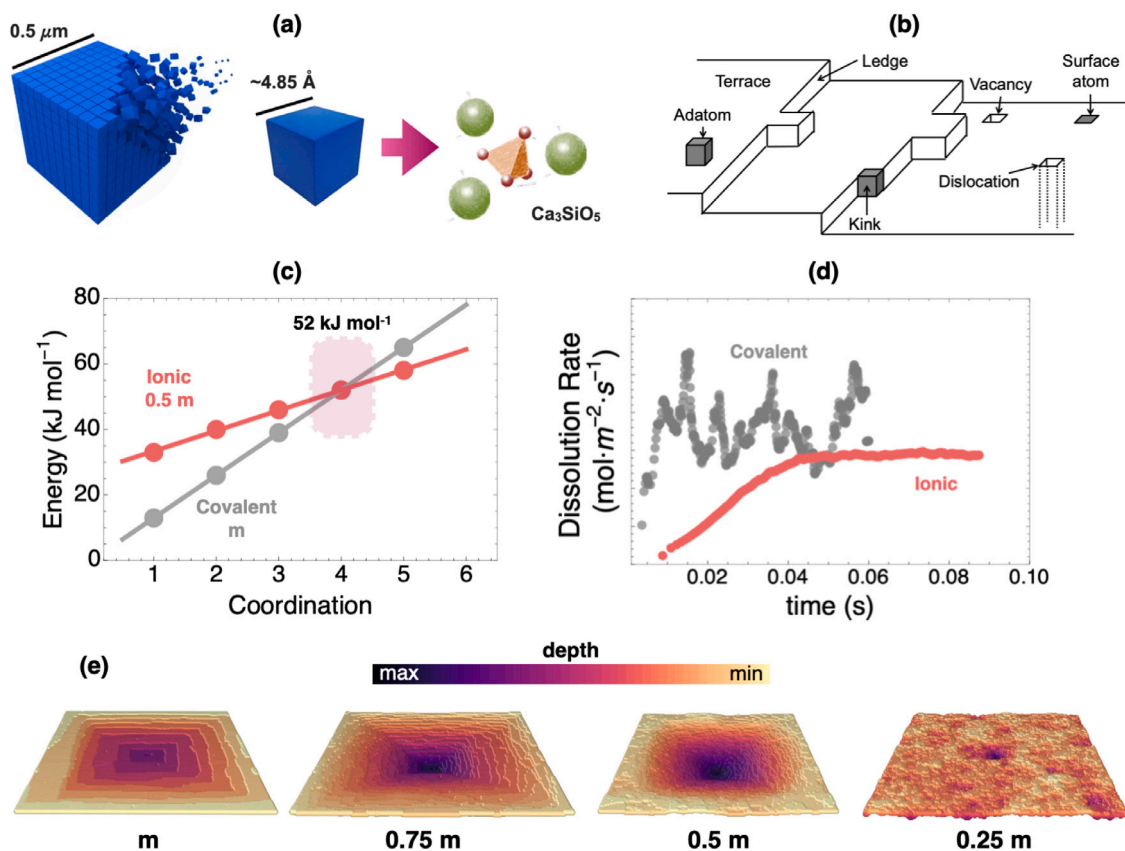 (a)
0.5 μm
~4.85 Å
Ca₃SiO₅
(b)
Terrace
Ledge
Adatom
Vacancy
Surface
atom
Dislocation
Kink
(c)
80
60
40
20
0
Energy (kJ mol⁻¹)
52 kJ mol⁻¹
Ionic
0.5 m
Covalent
m
1 2 3 4 5 6
Coordination
(d)
Dissolution Rate
(mol·m⁻²·s⁻¹)
Covalent
Ionic
0.02 0.04 0.06 0.08 0.10
time (s)
(e)
depth
max min
m 0.75 m 0.5 m 0.25 m